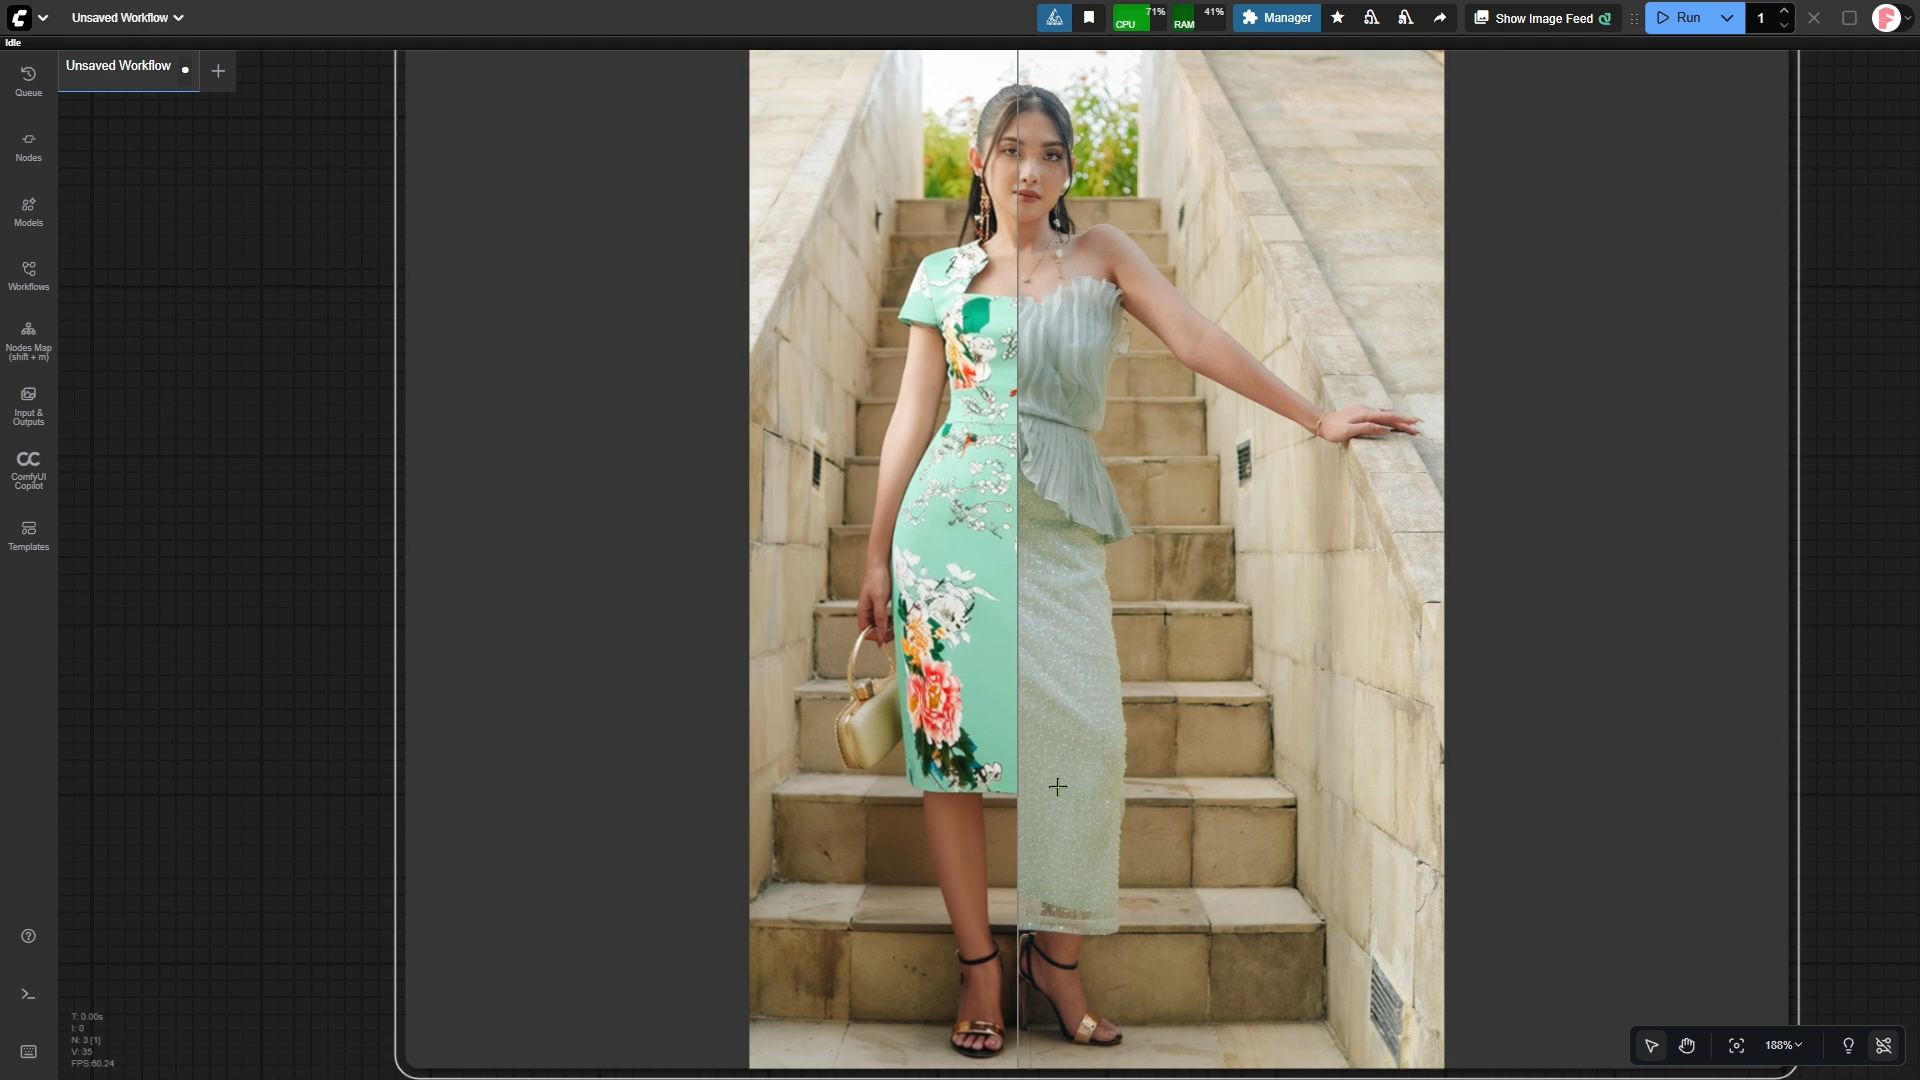 Unsaved Workflow
CPU
71%
RAM
41%
Manager
Show Image Feed
Run
1
Idle
Unsaved Workflow
Queue
Nodes
Models
Workflows
Nodes Map
(shift + m)
Input &
Outputs
ComfyUI
Copilot
Templates
T: 0.00s
I: 0
N: 3 [1]
V: 35
FPS:60.24
188%